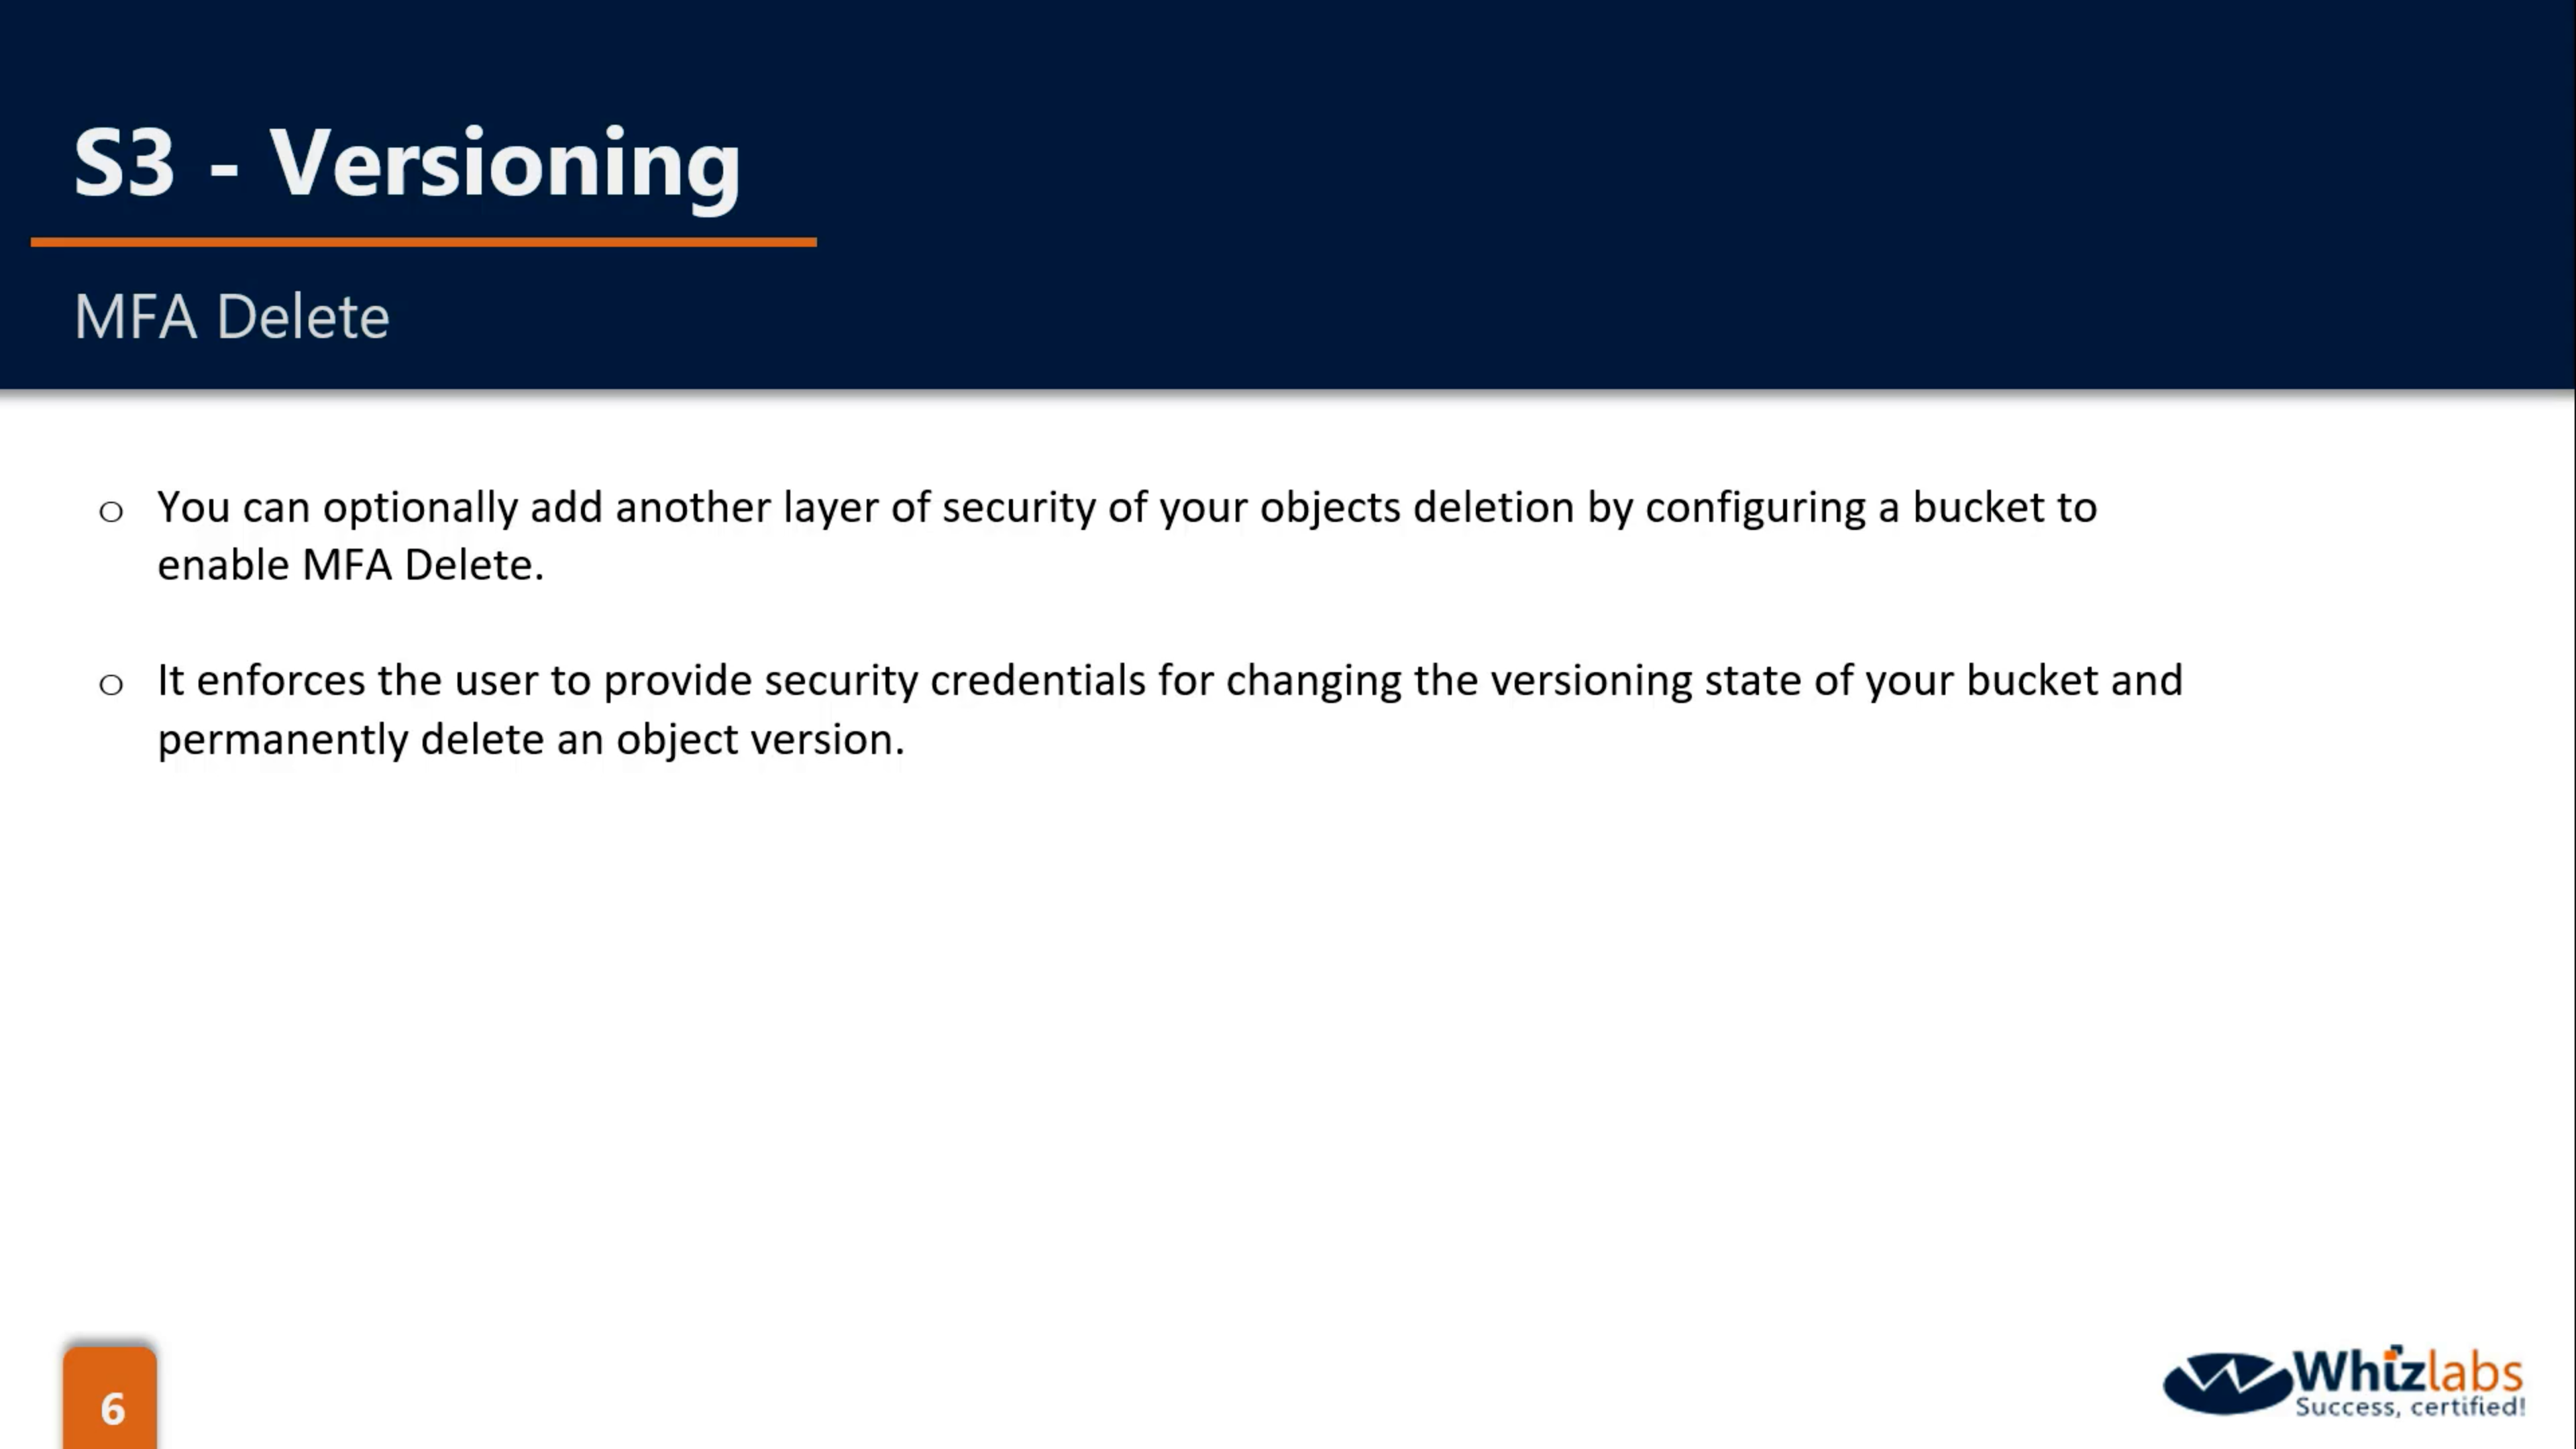 S3 - Versioning
MFA Delete
o You can optionally add another layer of security of your objects deletion by configuring a bucket to
enable MFA Delete.
o It enforces the user to provide security credentials for changing the versioning state of your bucket and
permanently delete an object version.
6
Whizlabs
Success, certified!